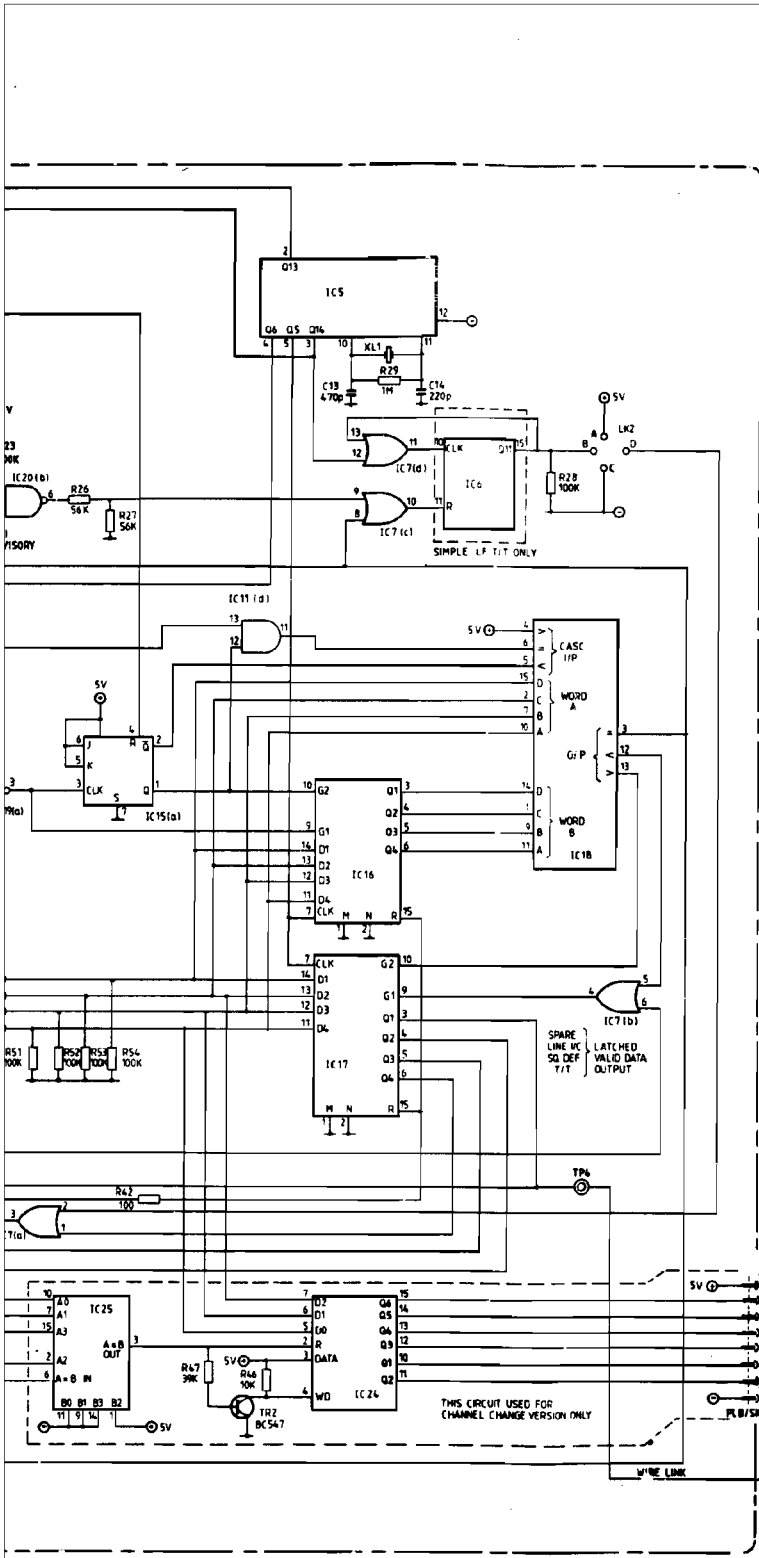 2
Q13
IC5
12
Q6 Q5 Q14
4 5 3 10 11
XL1
R29
1M
C13
470p
C14
220p
5V
13
12
11
IC7(d)
10
CLK
Q11
15
IC6
A
LK2
B
D
C
R28
100K
V
23
00K
IC20(b)
6
R26
56K
R27
56K
VISORY
9
8
10
IC7(c)
11
R
SIMPLE LF T/T ONLY
IC11(d)
13
12
11
5V
4 >
6 =
5 <
CASC
I/P
15 D
2 C
7 B
10 A
WORD
A
O/P
= 3
< 12
> 13
14 D
1 C
9 B
11 A
WORD
B
IC18
5V
4
R
6 J
5 K
3 CLK
Q 2
Q 1
S
7
IC15(a)
3
19(a)
10 G2
9 G1
14 D1
13 D2
12 D3
11 D4
7 CLK
IC16
Q1 3
Q2 4
Q3 5
Q4 6
M N R 15
1 2
7 CLK
14 D1
13 D2
12 D3
11 D4
IC17
G2 10
G1 9
Q1 3
Q2 4
Q3 5
Q4 6
R 15
M N
1 2
4
5
6
IC7(b)
SPARE
LINE I/C
SQ DEF
T/T
LATCHED
VALID DATA
OUTPUT
R51
100K
R52
100K
R53
100K
R54
100K
TP6
R42
100
3
2
1
C7(a)
10 A0
7 A1
15 A3
2 A2
6 A=B IN
IC25
A=B
OUT
3
B0 B1 B3 B2
11 9 14 1
5V
R47
39K
5V
R46
10K
TR2
BC547
7 D2
6 D1
5 D0
2 R
3 DATA
4 WD
IC24
Q6 15
Q5 14
Q4 13
Q3 12
Q1 10
Q2 11
5V
THIS CIRCUIT USED FOR
CHANNEL CHANGE VERSION ONLY
WIRE LINK